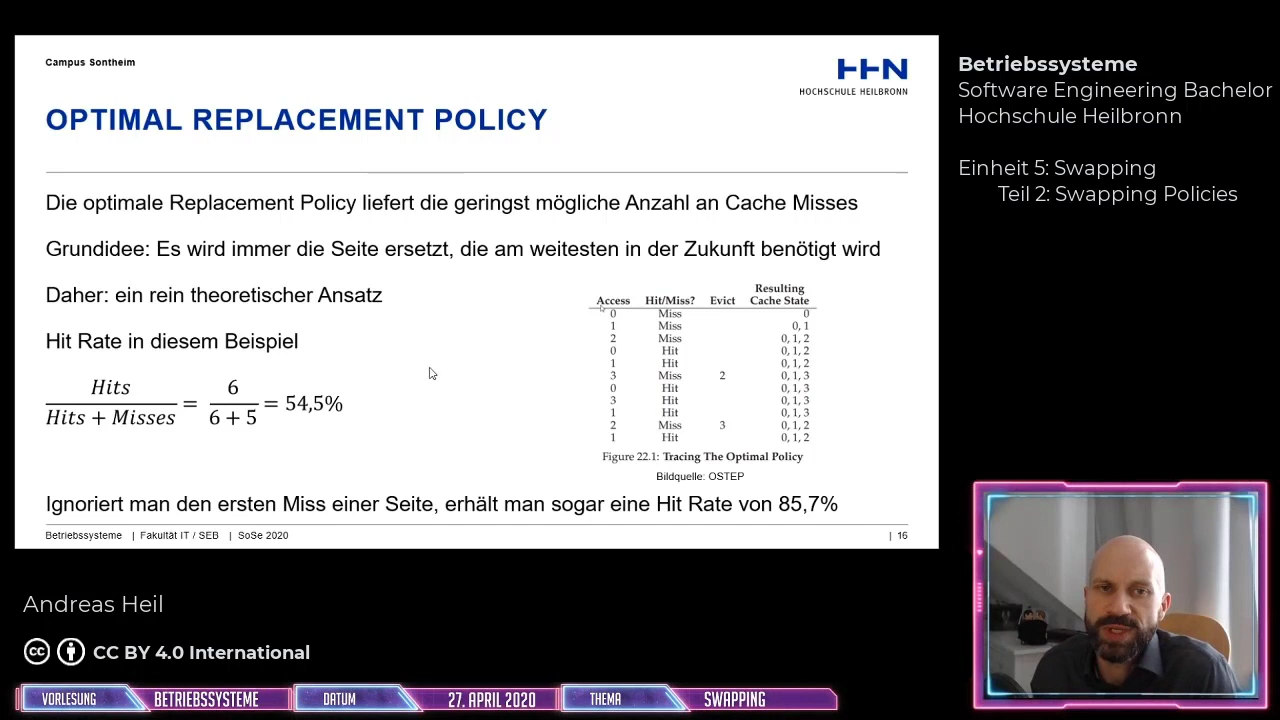 Campus Sontheim
HHN
HOCHSCHULE HEILBRONN
OPTIMAL REPLACEMENT POLICY
Die optimale Replacement Policy liefert die geringst mögliche Anzahl an Cache Misses
Grundidee: Es wird immer die Seite ersetzt, die am weitesten in der Zukunft benötigt wird
Daher: ein rein theoretischer Ansatz
Hit Rate in diesem Beispiel
Hits / (Hits + Misses) = 6 / (6 + 5) = 54,5%
Resulting
Access Hit/Miss? Evict Cache State
0 Miss 0
1 Miss 0, 1
2 Miss 0, 1, 2
0 Hit 0, 1, 2
1 Hit 0, 1, 2
3 Miss 2 0, 1, 3
0 Hit 0, 1, 3
3 Hit 0, 1, 3
1 Hit 0, 1, 3
2 Miss 3 0, 1, 2
1 Hit 0, 1, 2
Figure 22.1: Tracing The Optimal Policy
Bildquelle: OSTEP
Ignoriert man den ersten Miss einer Seite, erhält man sogar eine Hit Rate von 85,7%
Betriebssysteme | Fakultät IT / SEB | SoSe 2020 | 16
Betriebssysteme
Software Engineering Bachelor
Hochschule Heilbronn
Einheit 5: Swapping
Teil 2: Swapping Policies
Andreas Heil
cc CC BY 4.0 International
VORLESUNG BETRIEBSSYSTEME DATUM 27. APRIL 2020 THEMA SWAPPING